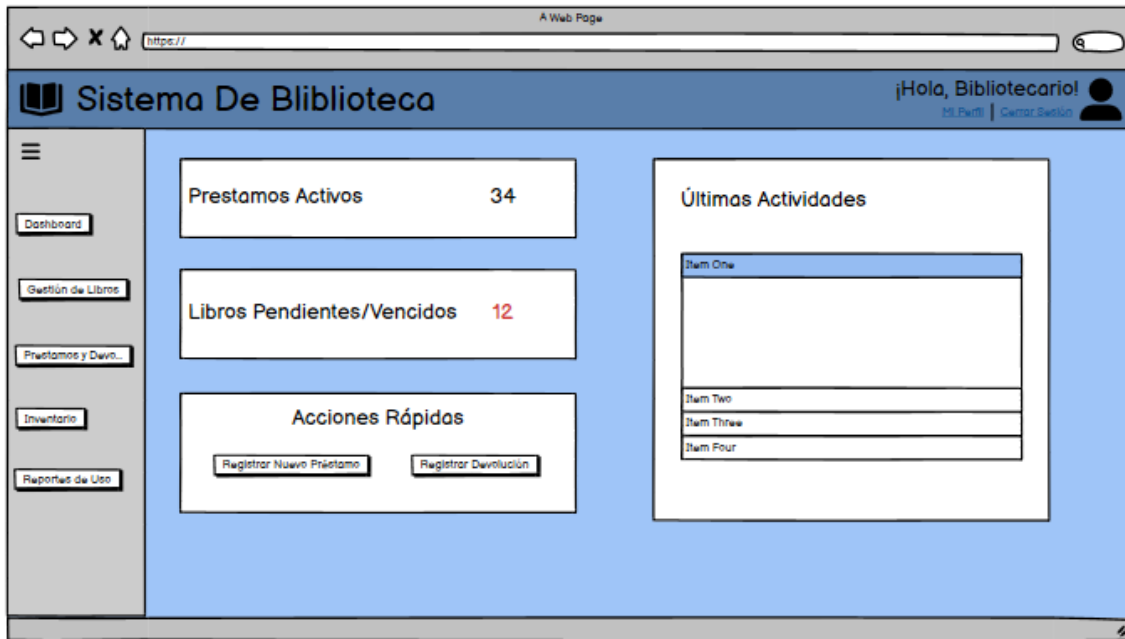 A Web Page
https://
Sistema De Bliblioteca
¡Hola, Bibliotecario!
Mi Perfil | Cerrar Sesión
Dashboard
Gestión de Libros
Prestamos y Devo...
Inventario
Reportes de Uso
Prestamos Activos 34
Libros Pendientes/Vencidos 12
Acciones Rápidas
Registrar Nuevo Préstamo Registrar Devolución
Últimas Actividades
Item One
Item Two
Item Three
Item Four